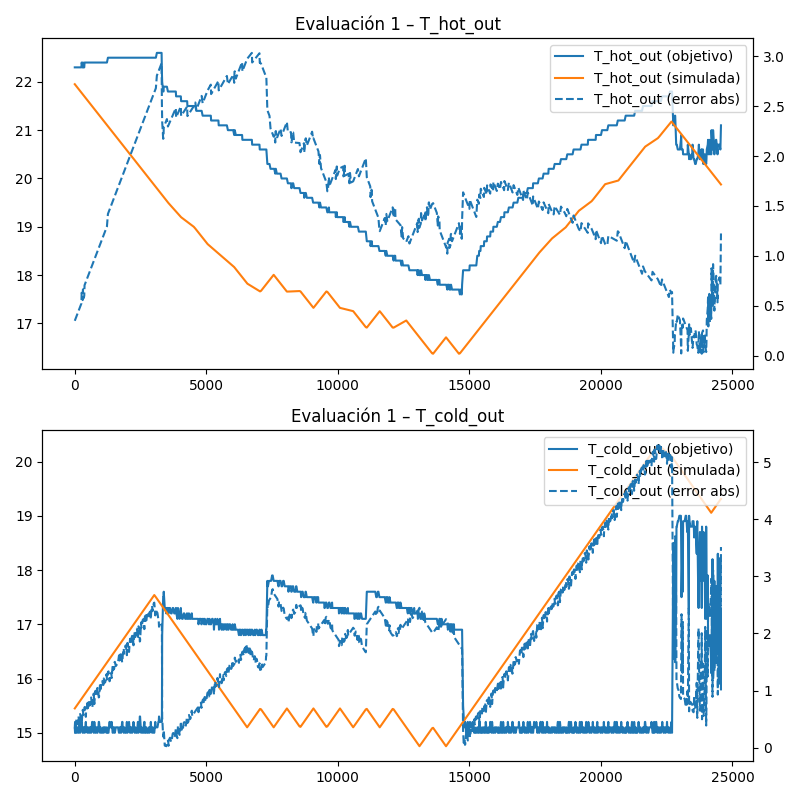 Evaluación 1 – T_hot_out
T_hot_out (objetivo)
T_hot_out (simulada)
T_hot_out (error abs)
22
21
20
19
18
17
3.0
2.5
2.0
1.5
1.0
0.5
0.0
0 5000 10000 15000 20000 25000
Evaluación 1 – T_cold_out
T_cold_out (objetivo)
T_cold_out (simulada)
T_cold_out (error abs)
20
19
18
17
16
15
5
4
3
2
1
0
0 5000 10000 15000 20000 25000